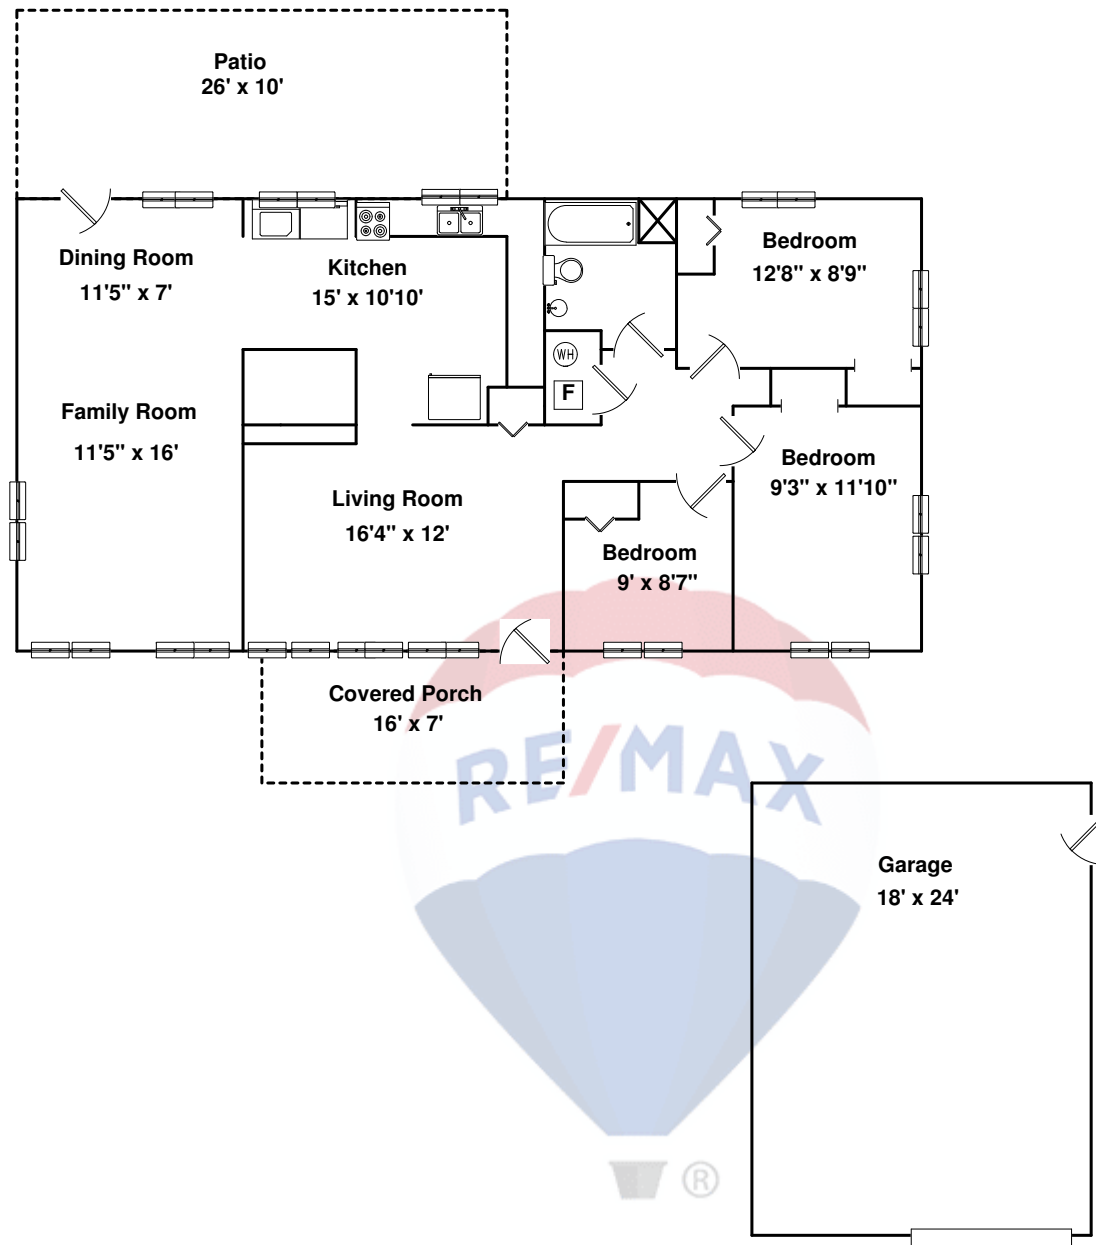 Patio
26' x 10'
Dining Room
11'5" x 7'
Kitchen
15' x 10'10'
Bedroom
12'8" x 8'9"
WH
F
Family Room
11'5" x 16'
Living Room
16'4" x 12'
Bedroom
9'3" x 11'10"
Bedroom
9' x 8'7"
Covered Porch
16' x 7'
RE/MAX
Garage
18' x 24'
®